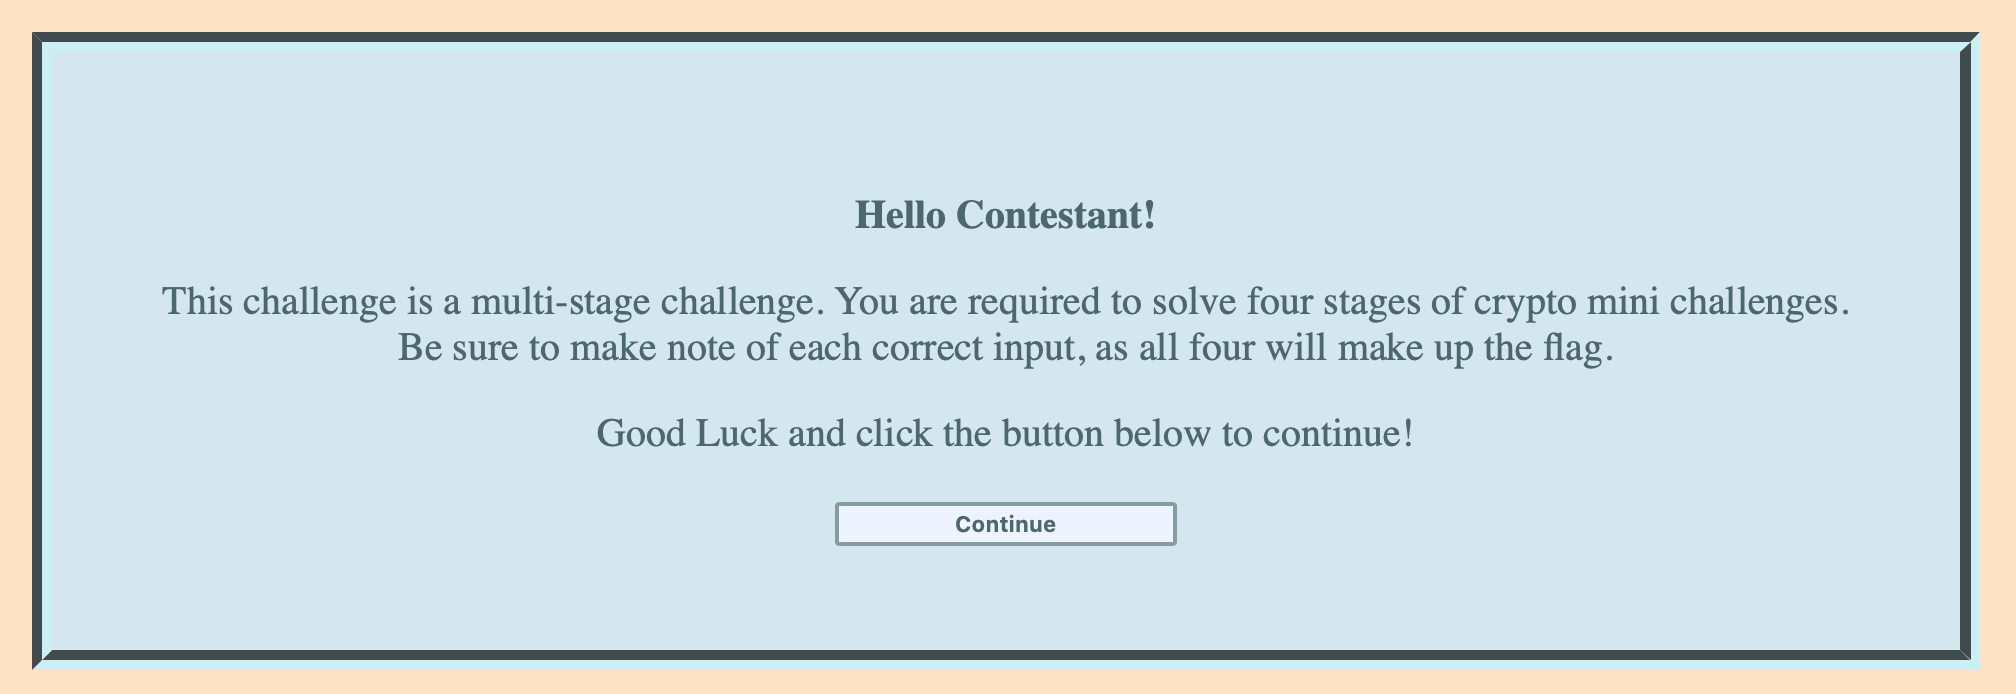 Hello Contestant!
This challenge is a multi-stage challenge. You are required to solve four stages of crypto mini challenges.
Be sure to make note of each correct input, as all four will make up the flag.
Good Luck and click the button below to continue!
Continue